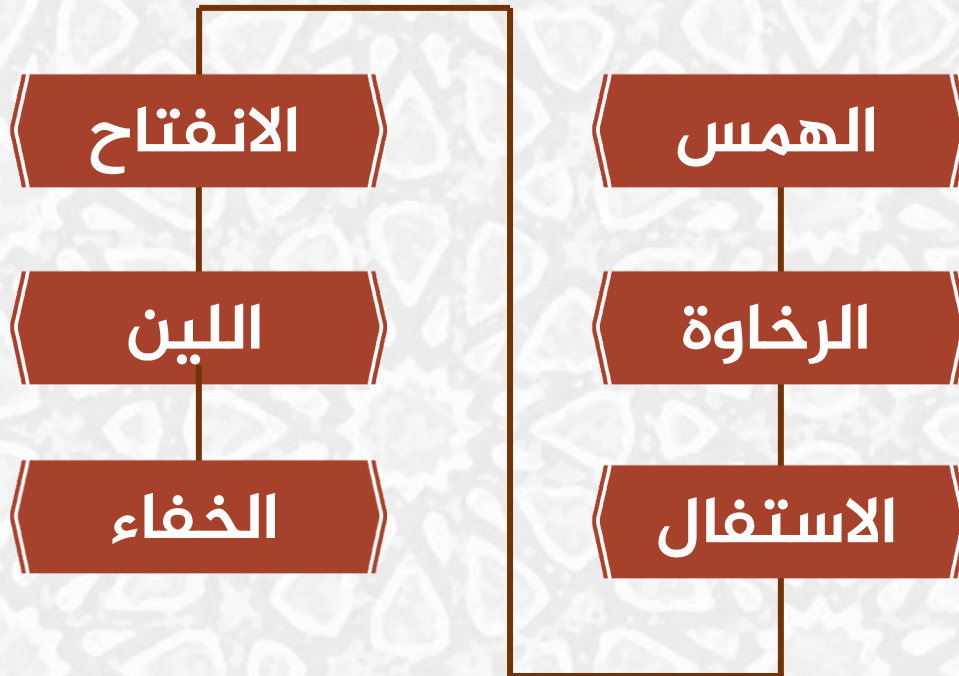 الهمس
الرخاوة
الاستفال
الانفتاح
اللين
الخفاء